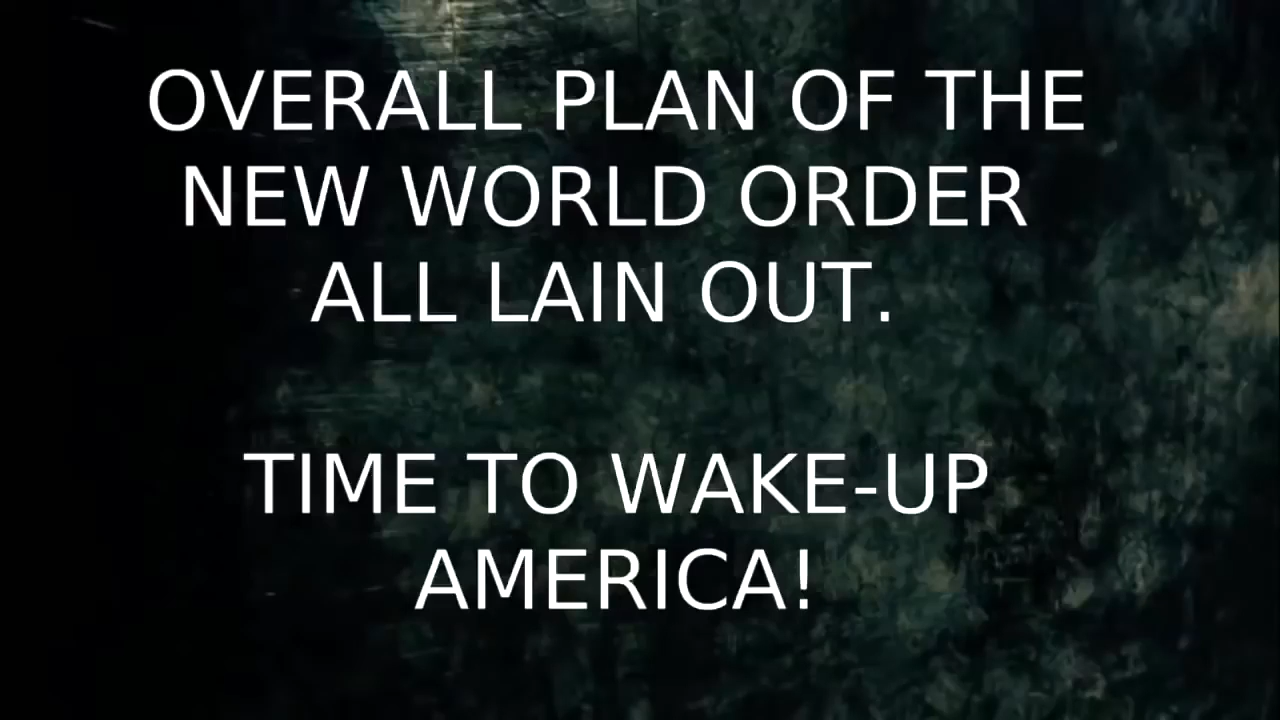 OVERALL PLAN OF THE
NEW WORLD ORDER
ALL LAIN OUT.
TIME TO WAKE-UP
AMERICA!